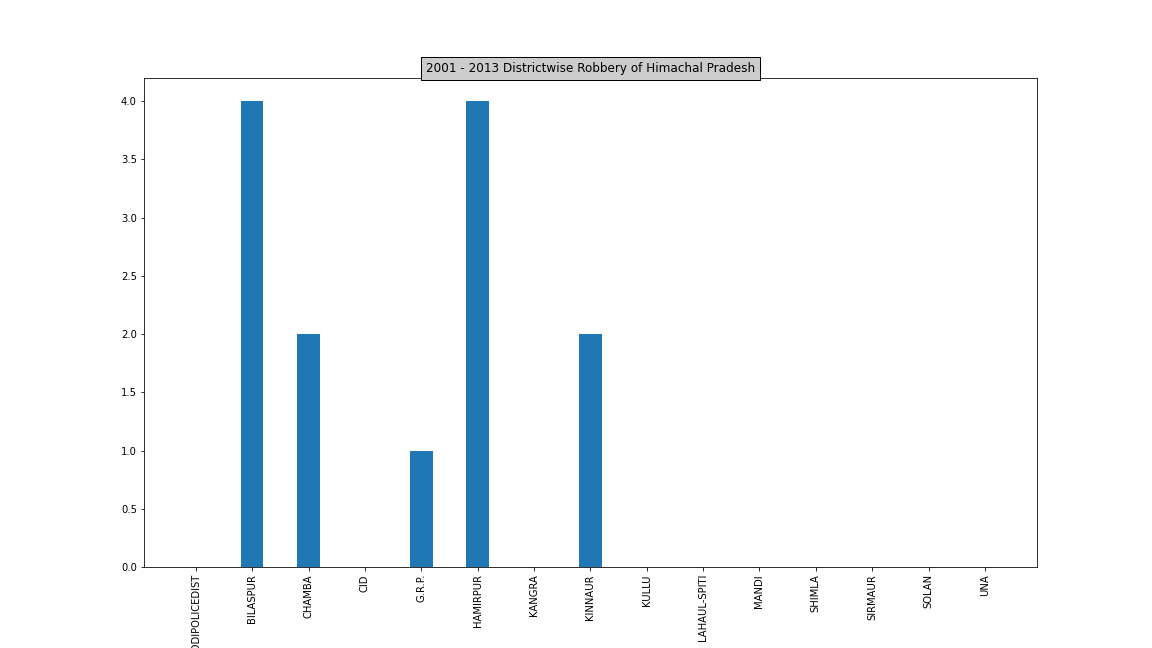 2001 - 2013 Districtwise Robbery of Himachal Pradesh
4.0
3.5
3.0
2.5
2.0
1.5
1.0
0.5
0.0
BILASPUR
CHAMBA
CID
G.R.P.
HAMIRPUR
KANGRA
KINNAUR
KULLU
LAHAUL-SPITI
MANDI
SHIMLA
SIRMAUR
SOLAN
UNA